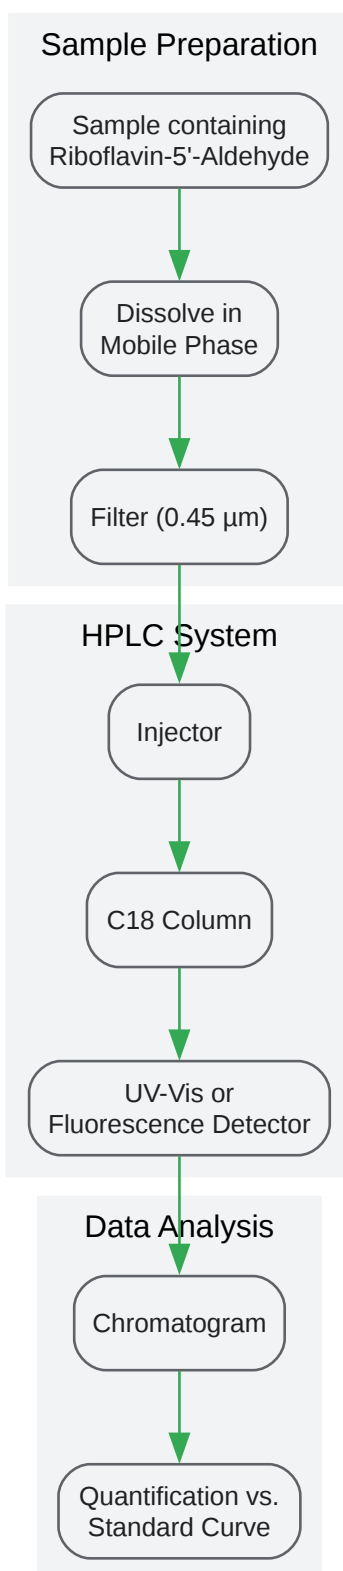 Sample Preparation
Sample containing
Riboflavin-5'-Aldehyde
Dissolve in
Mobile Phase
Filter (0.45 µm)
HPLC System
Injector
C18 Column
UV-Vis or
Fluorescence Detector
Data Analysis
Chromatogram
Quantification vs.
Standard Curve